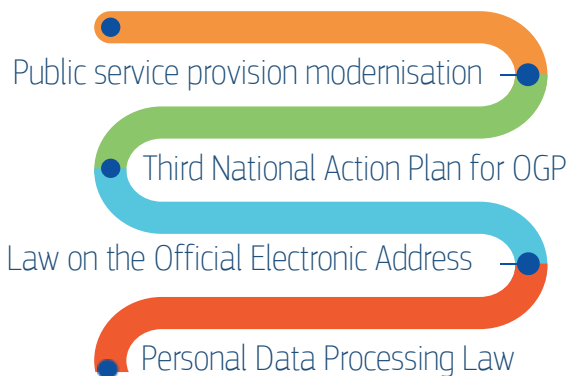 Public service provision modernisation
Third National Action Plan for OGP
Law on the Official Electronic Address
Personal Data Processing Law